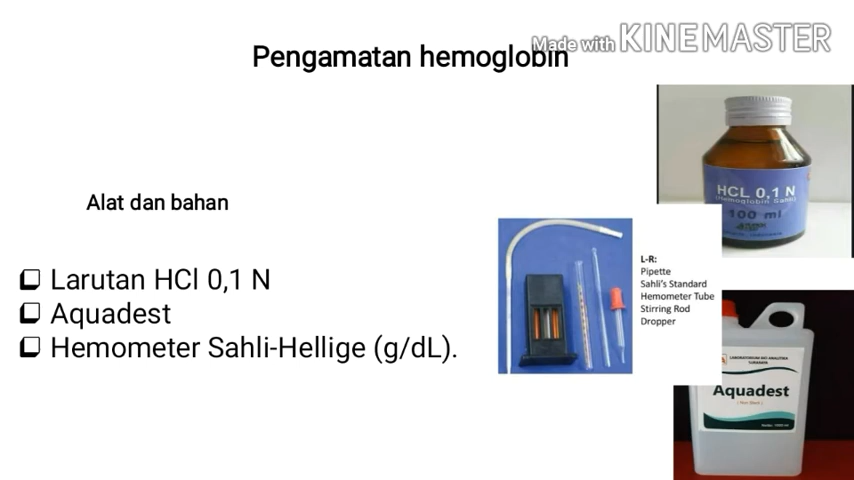 Made with KINEMASTER
Pengamatan hemoglobin
Alat dan bahan
Larutan HCl 0,1 N
Aquadest
Hemometer Sahli-Hellige (g/dL).
L-R:
Pipette
Sahli's Standard
Hemometer Tube
Stirring Rod
Dropper
HCL 0,1 N
(Hemoglobin Sahli)
100 ml
LABORATORIUM BIO ANALITIKA
SURABAYA
Aquadest